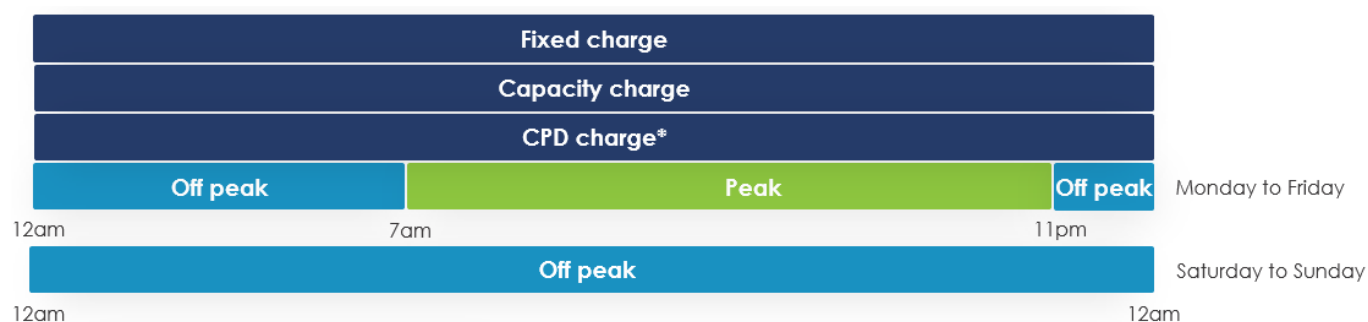 Fixed charge
Capacity charge
CPD charge*
Off peak Peak Off peak Monday to Friday
12am 7am 11pm
Off peak Saturday to Sunday
12am 12am